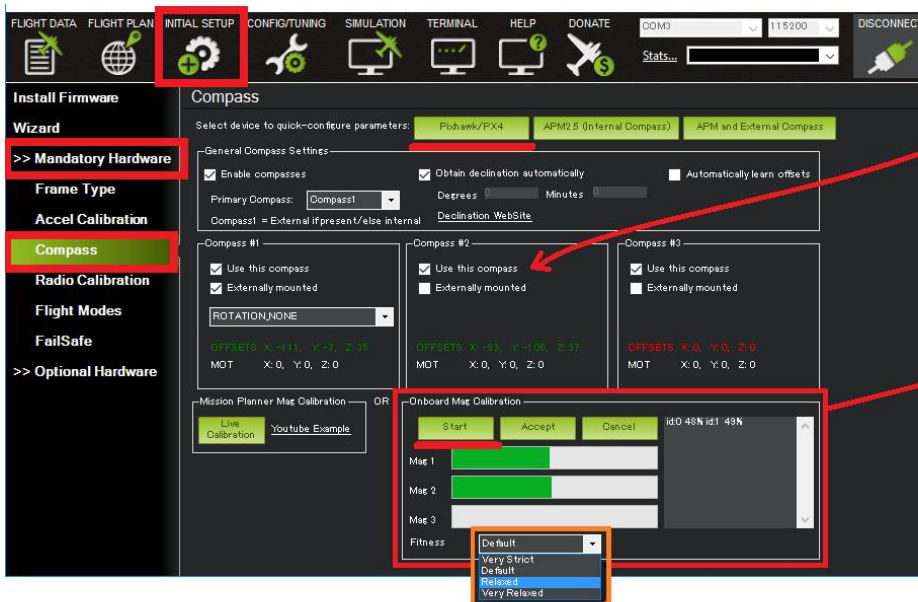 FLIGHT DATA FLIGHT PLAN INITIAL SETUP CONFIG/TUNING SIMULATION TERMINAL HELP DONATE COM3 115200 DISCONNEC
Stats...
Install Firmware
Wizard
>> Mandatory Hardware
Frame Type
Accel Calibration
Compass
Radio Calibration
Flight Modes
FailSafe
>> Optional Hardware
Compass
Select device to quick-configure parameters: Pixhawk/PX4 APM2.5 (Internal Compass) APM and External Compass
General Compass Settings
Enable compasses Obtain declination automatically Automatically learn offsets
Primary Compass: Compass1 Degrees 0 Minutes 0
Compass1 = External if present/else internal Declination WebSite
Compass #1
Use this compass
Externally mounted
ROTATION_NONE
OFFSETS X: -111, Y: -7, Z: 35
MOT X: 0, Y: 0, Z: 0
Compass #2
Use this compass
Externally mounted
OFFSETS X: -93, Y: -106, Z: 27
MOT X: 0, Y: 0, Z: 0
Compass #3
Use this compass
Externally mounted
OFFSETS X: 0, Y: 0, Z: 0
MOT X: 0, Y: 0, Z: 0
Mission Planner Mag Calibration
Live
Calibration
Youtube Example
OR
Onboard Mag Calibration
Start Accept Cancel
id:0 48% id:1 49%
Mag 1
Mag 2
Mag 3
Fitness Default
Very Strict
Default
Relaxed
Very Relaxed